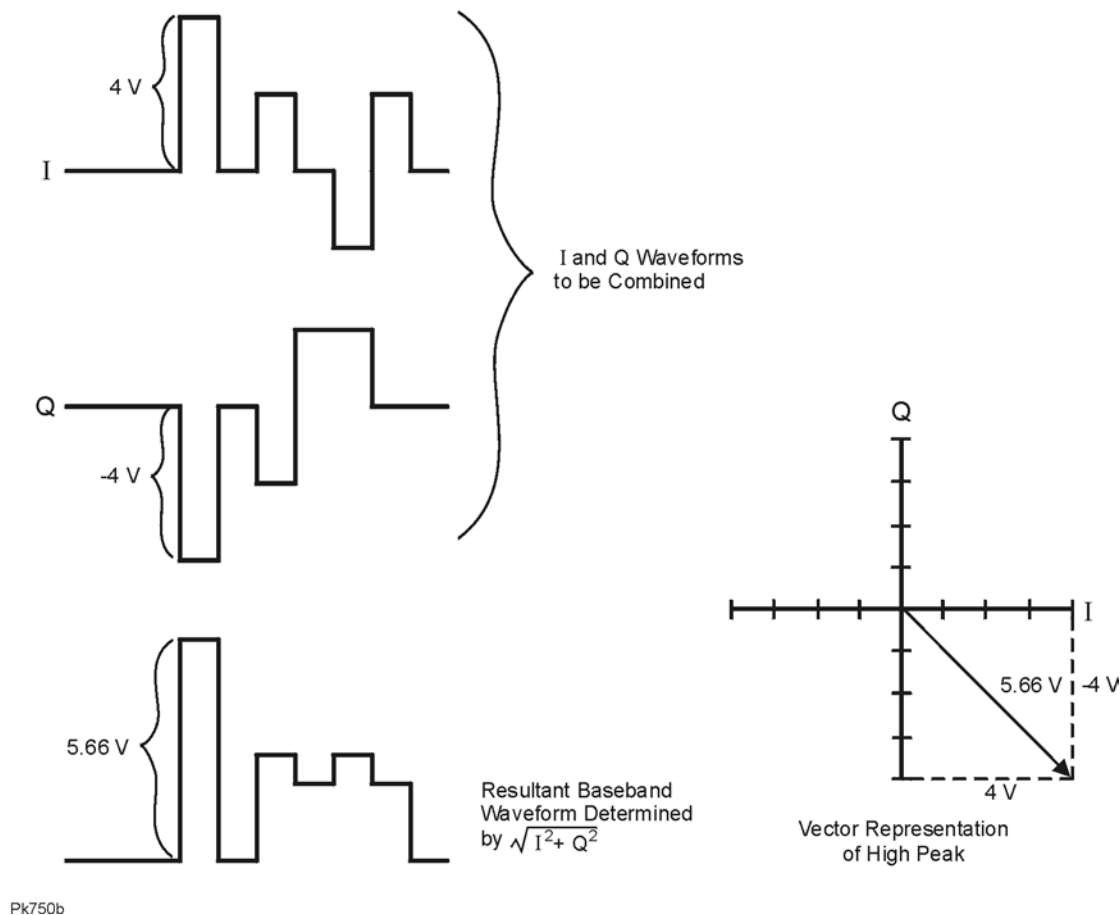 4 V
I
I and Q Waveforms
to be Combined
Q
-4 V
Q
I
5.66 V
-4 V
4 V
5.66 V
Resultant Baseband
Waveform Determined
by √I²+ Q²
Vector Representation
of High Peak
Pk750b